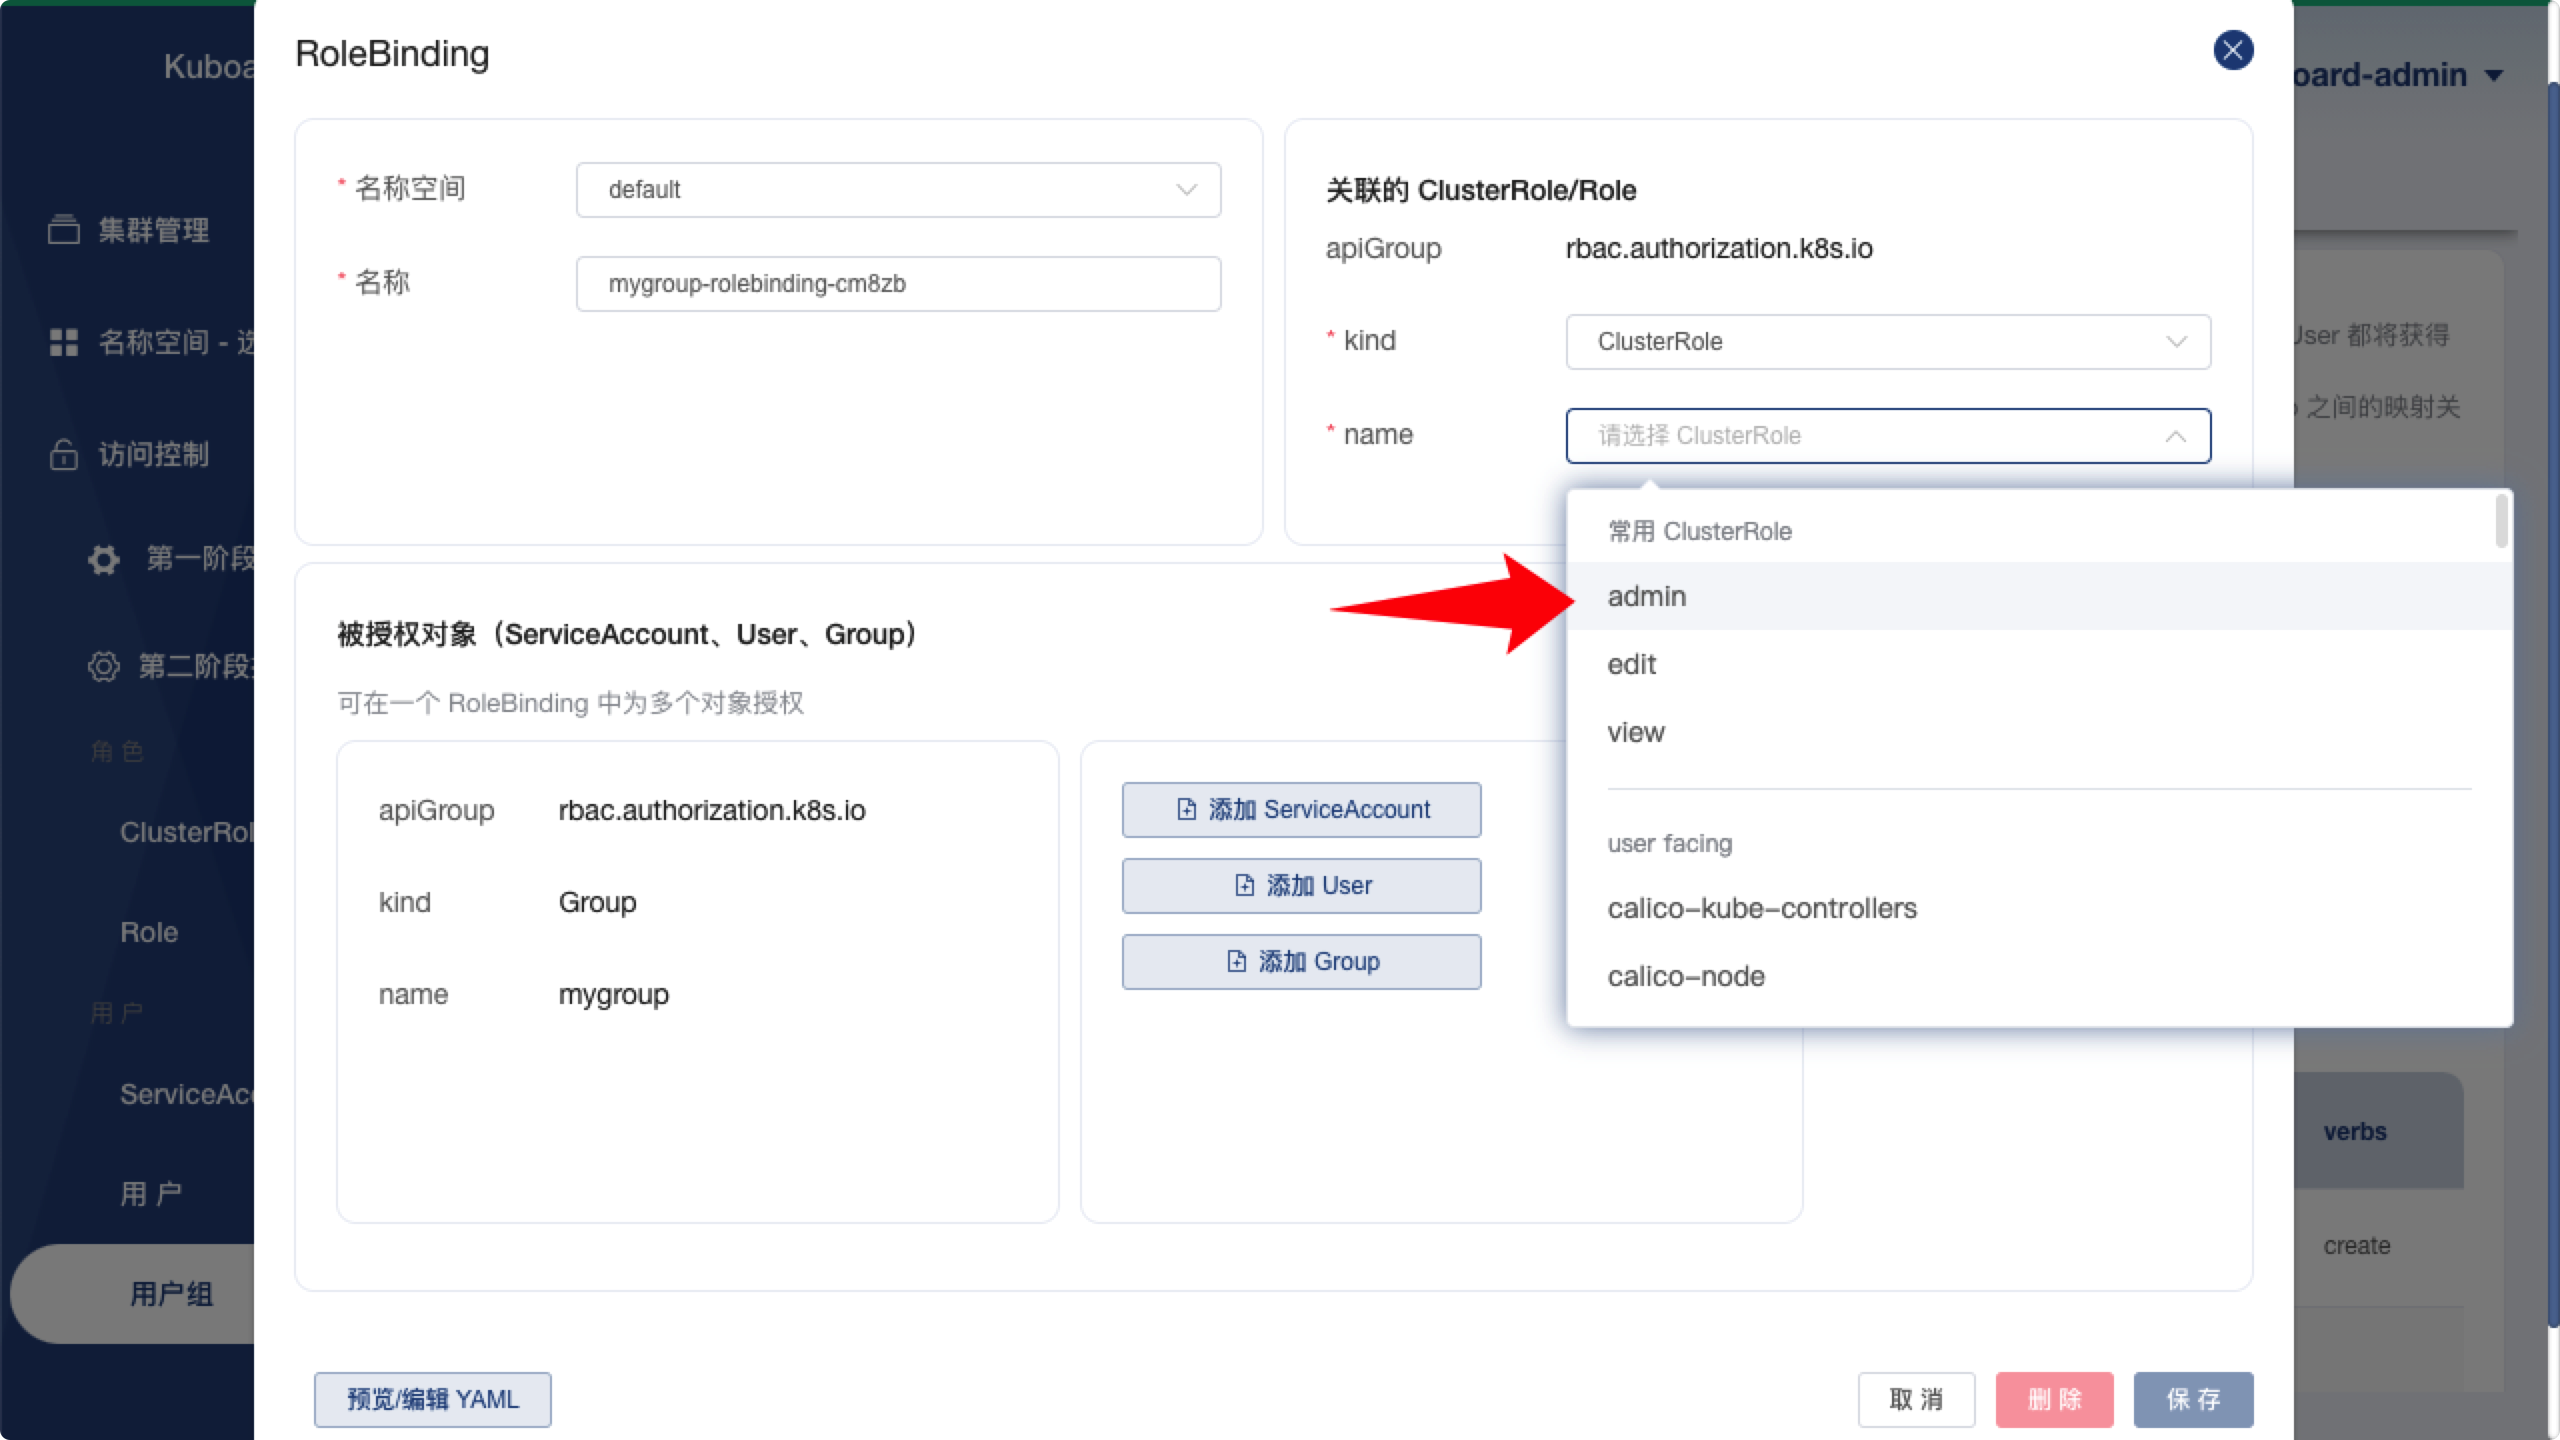 Kuboa
集群管理
名称空间 - 选
访问控制
第一阶段
第二阶段
角 色
ClusterRol
Role
用 户
ServiceAcc
用 户
用户组
RoleBinding
* 名称空间
default
* 名称
mygroup-rolebinding-cm8zb
关联的 ClusterRole/Role
apiGroup
rbac.authorization.k8s.io
* kind
ClusterRole
* name
请选择 ClusterRole
常用 ClusterRole
admin
edit
view
user facing
calico-kube-controllers
calico-node
被授权对象（ServiceAccount、User、Group）
可在一个 RoleBinding 中为多个对象授权
apiGroup
rbac.authorization.k8s.io
kind
Group
name
mygroup
添加 ServiceAccount
添加 User
添加 Group
预览/编辑 YAML
取 消
删 除
保 存
oard-admin
User 都将获得
之间的映射关
verbs
create